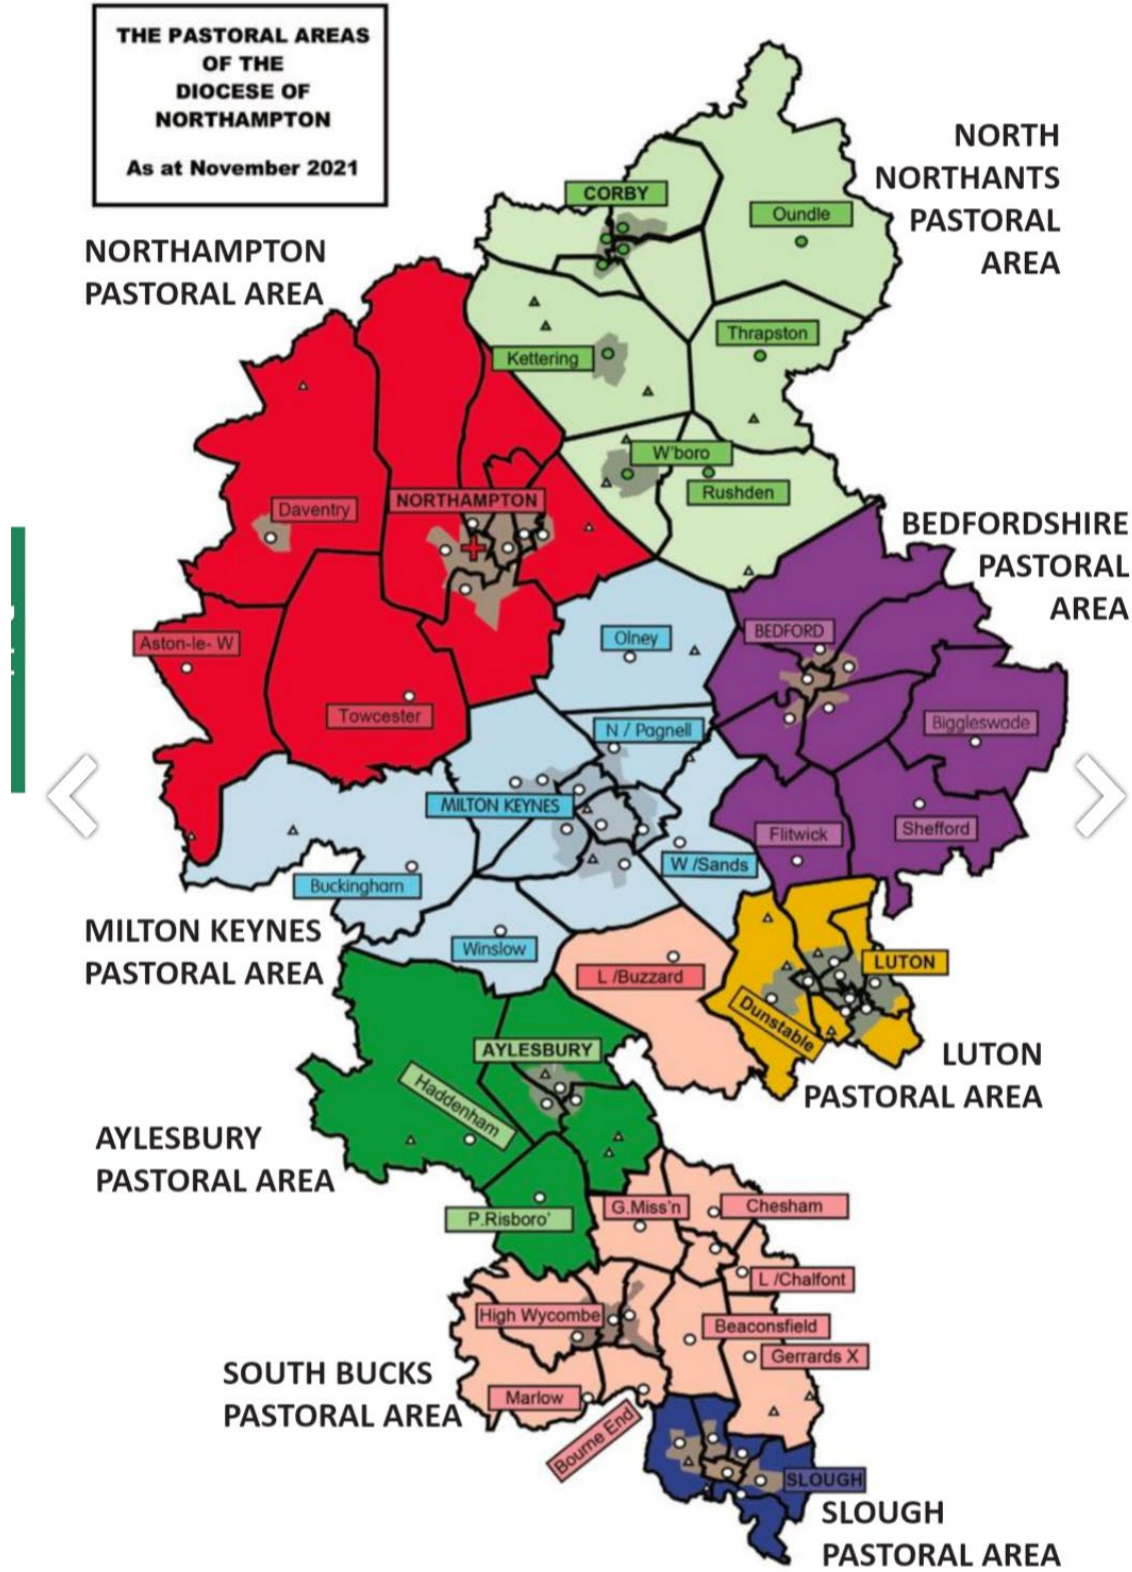 THE PASTORAL AREAS
OF THE
DIOCESE OF
NORTHAMPTON
As at November 2021
NORTH
NORTHANTS
PASTORAL
AREA
CORBY
Oundle
NORTHAMPTON
PASTORAL AREA
Thrapston
Kettering
W'boro
Rushden
Daventry
NORTHAMPTON
BEDFORDSHIRE
PASTORAL
AREA
Aston-le- W
Olney
BEDFORD
Towcester
N / Pagnell
Biggleswade
MILTON KEYNES
Flitwick
Shefford
W /Sands
Buckingham
MILTON KEYNES
PASTORAL AREA
Winslow
L /Buzzard
LUTON
Dunstable
LUTON
PASTORAL AREA
AYLESBURY
Haddenham
AYLESBURY
PASTORAL AREA
P.Risboro'
G.Miss'n
Chesham
L /Chalfont
High Wycombe
Beaconsfield
Gerrards X
SOUTH BUCKS
PASTORAL AREA
Marlow
Bourne End
SLOUGH
SLOUGH
PASTORAL AREA